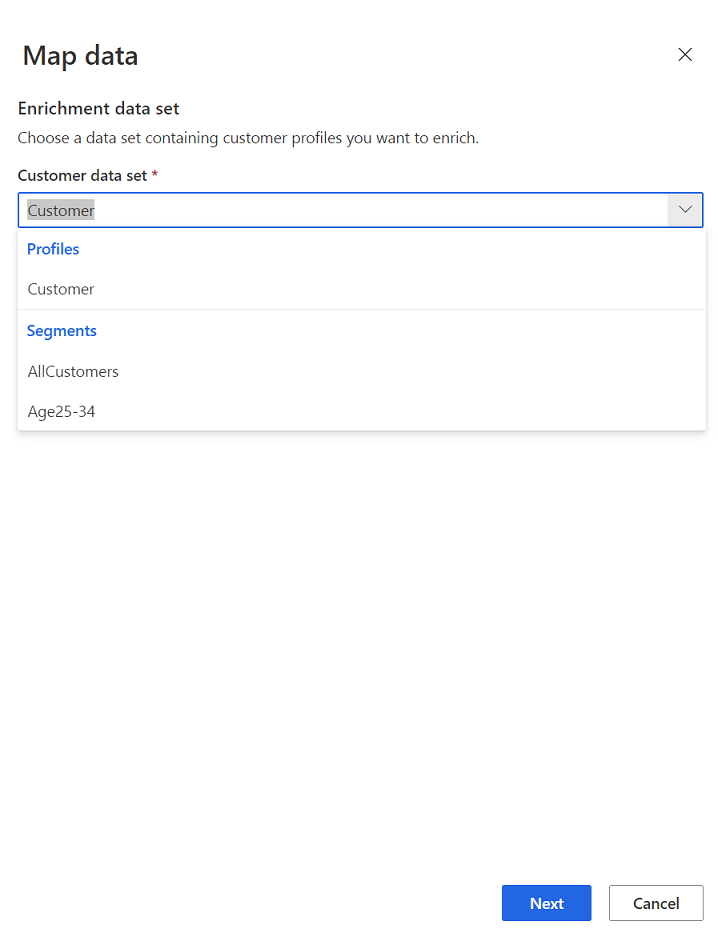 Map data
Enrichment data set
Choose a data set containing customer profiles you want to enrich.
Customer data set *
Customer
Profiles
Customer
Segments
AllCustomers
Age25-34
Next Cancel